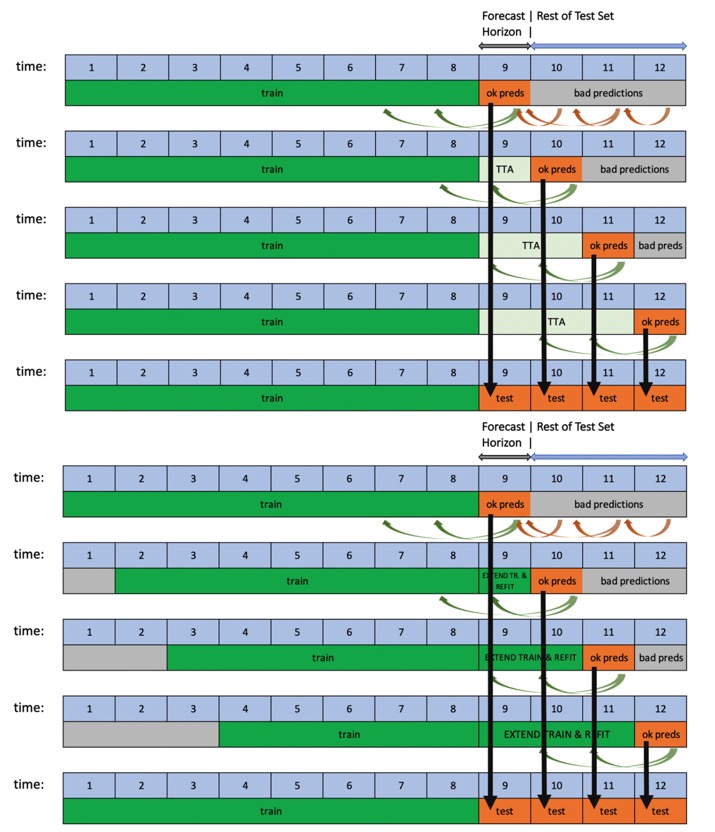 Forecast | Rest of Test Set
Horizon |
time: 1 2 3 4 5 6 7 8 9 10 11 12
train ok preds bad predictions
time: 1 2 3 4 5 6 7 8 9 10 11 12
train TTA ok preds bad predictions
time: 1 2 3 4 5 6 7 8 9 10 11 12
train TTA ok preds bad preds
time: 1 2 3 4 5 6 7 8 9 10 11 12
train TTA ok preds
time: 1 2 3 4 5 6 7 8 9 10 11 12
train test test test test
Forecast | Rest of Test Set
Horizon |
time: 1 2 3 4 5 6 7 8 9 10 11 12
train ok preds bad predictions
time: 1 2 3 4 5 6 7 8 9 10 11 12
train EXTEND TR. & REFIT ok preds bad predictions
time: 1 2 3 4 5 6 7 8 9 10 11 12
train EXTEND TRAIN & REFIT ok preds bad preds
time: 1 2 3 4 5 6 7 8 9 10 11 12
train EXTEND TRAIN & REFIT ok preds
time: 1 2 3 4 5 6 7 8 9 10 11 12
train test test test test